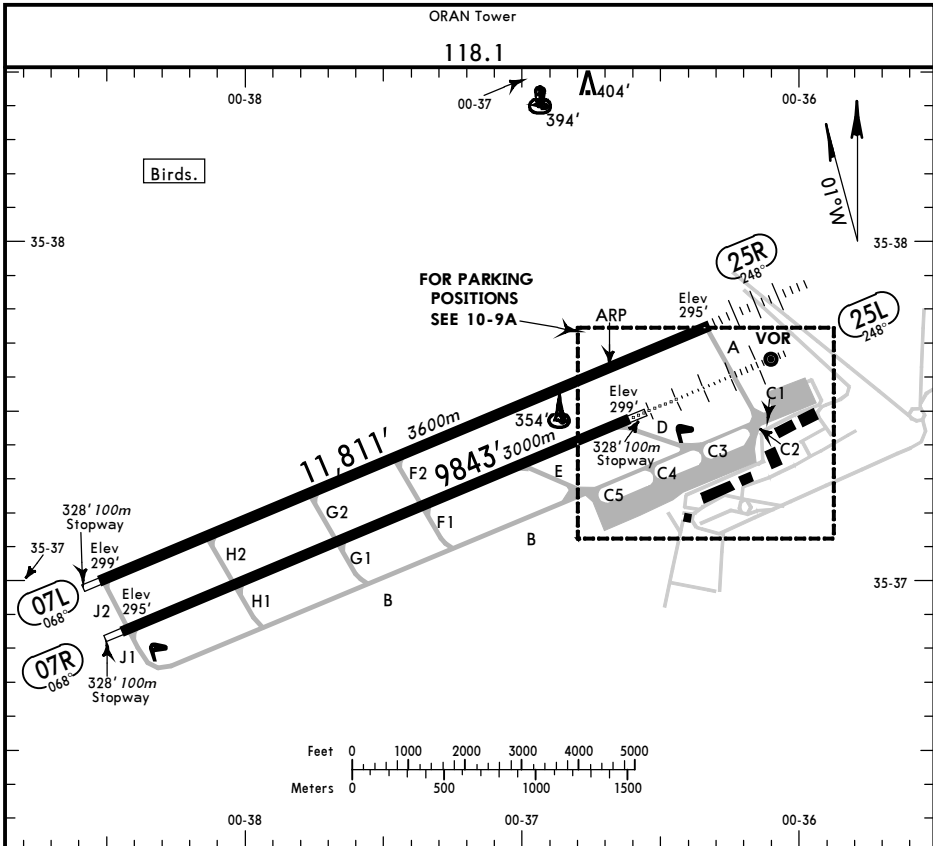 ORAN Tower
118.1
00-38
00-37
404'
00-36
394'
Birds.
01°W
35-38
35-38
FOR PARKING
POSITIONS
SEE 10-9A
25R
248°
25L
248°
ARP
Elev
295'
A
VOR
Elev
299'
C1
354'
D
328' 100m
Stopway
C2
C3
C4
C5
11,811' 3600m
9843' 3000m
E
F2
F1
G2
G1
H2
H1
B
B
328' 100m
Stopway
35-37
Elev
299'
35-37
07L
068°
J2
Elev
295'
07R
068°
J1
328' 100m
Stopway
Feet 0 1000 2000 3000 4000 5000
Meters 0 500 1000 1500
00-38
00-37
00-36